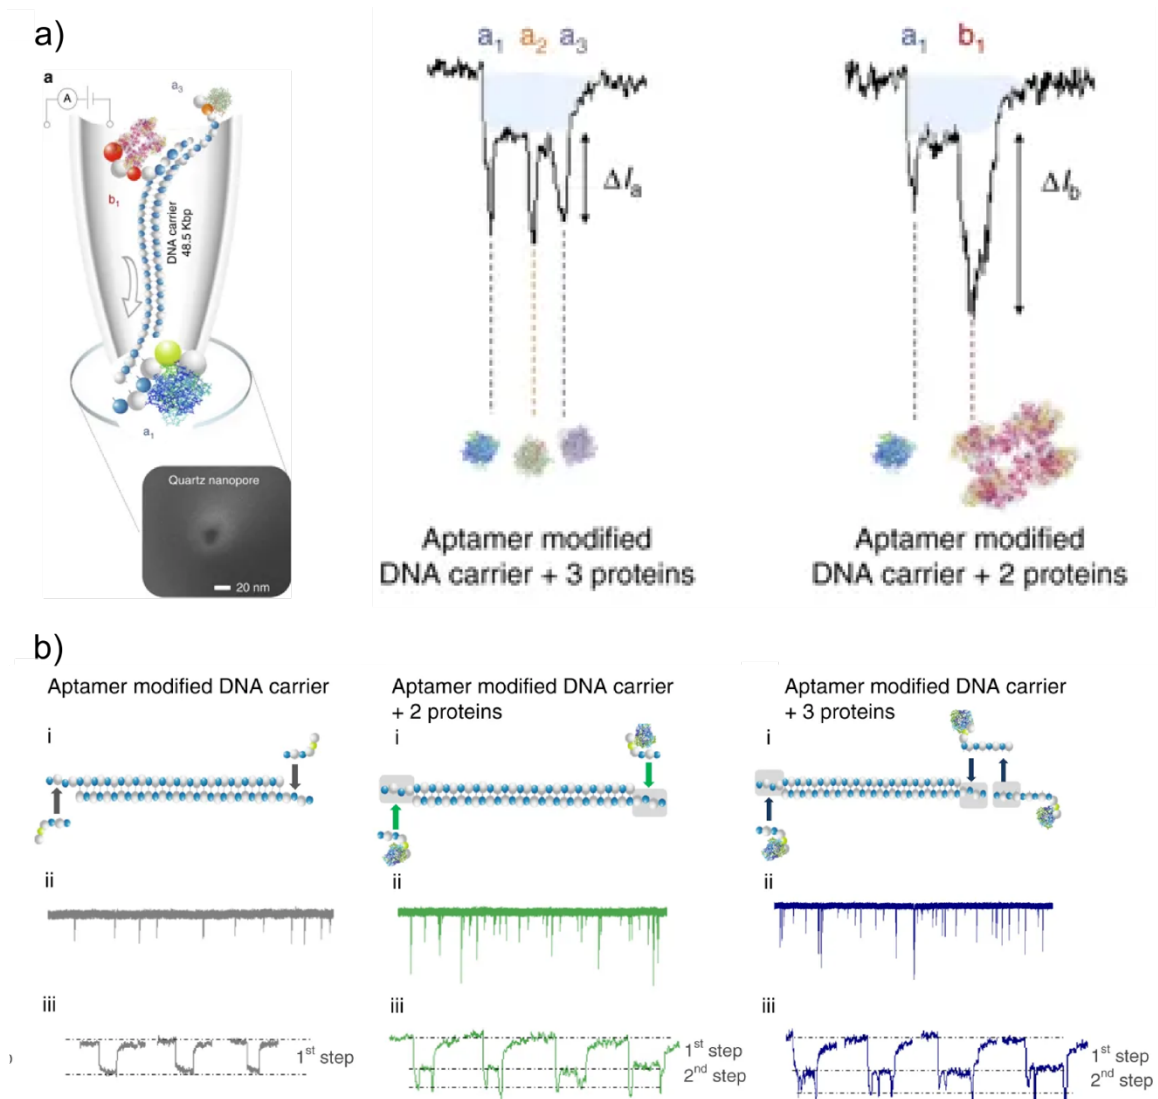 a)
a
A
a3
b1
DNA carrier
48.5 Kbp
a1
Quartz nanopore
20 nm
a1 a2 a3
ΔIa
Aptamer modified
DNA carrier + 3 proteins
a1 b1
ΔIb
Aptamer modified
DNA carrier + 2 proteins
b)
Aptamer modified DNA carrier
i
ii
iii
1st step
Aptamer modified DNA carrier
+ 2 proteins
i
ii
iii
1st step
2nd step
Aptamer modified DNA carrier
+ 3 proteins
i
ii
iii
1st step
2nd step